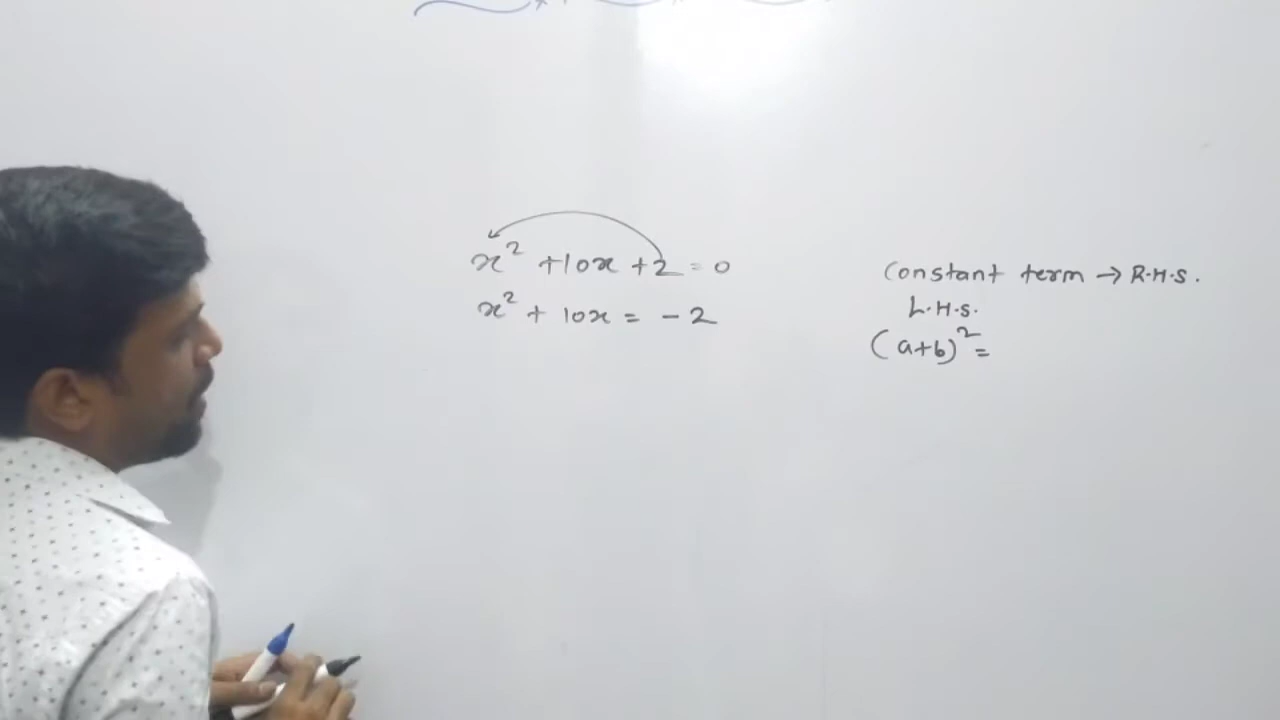 x² + 10x + 2 = 0
x² + 10x = - 2
Constant term → R.H.S.
L.H.S.
(a+b)² =